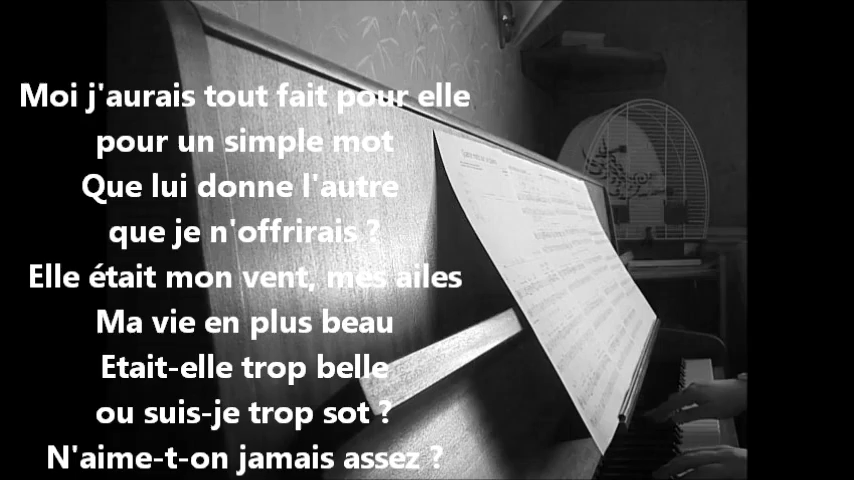 Moi j'aurais tout fait pour elle
pour un simple mot
Que lui donne l'autre
que je n'offrirais ?
Elle était mon vent, mes ailes
Ma vie en plus beau
Etait-elle trop belle
ou suis-je trop sot ?
N'aime-t-on jamais assez ?